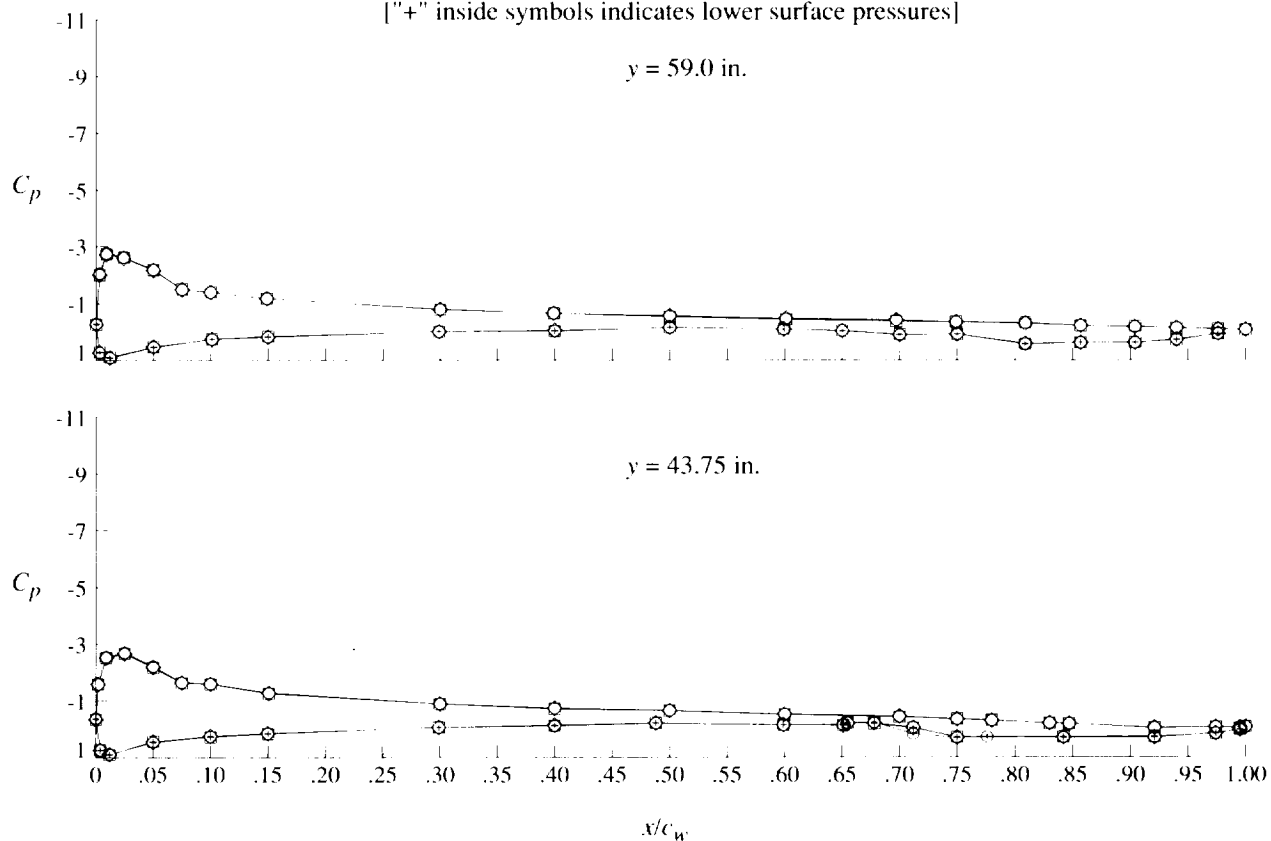 ["+" inside symbols indicates lower surface pressures]
y = 59.0 in.
-11
-9
-7
-5
-3
-1
1
C_p
y = 43.75 in.
-11
-9
-7
-5
-3
-1
1
C_p
0 .05 .10 .15 .20 .25 .30 .35 .40 .45 .50 .55 .60 .65 .70 .75 .80 .85 .90 .95 1.00
x/c_w